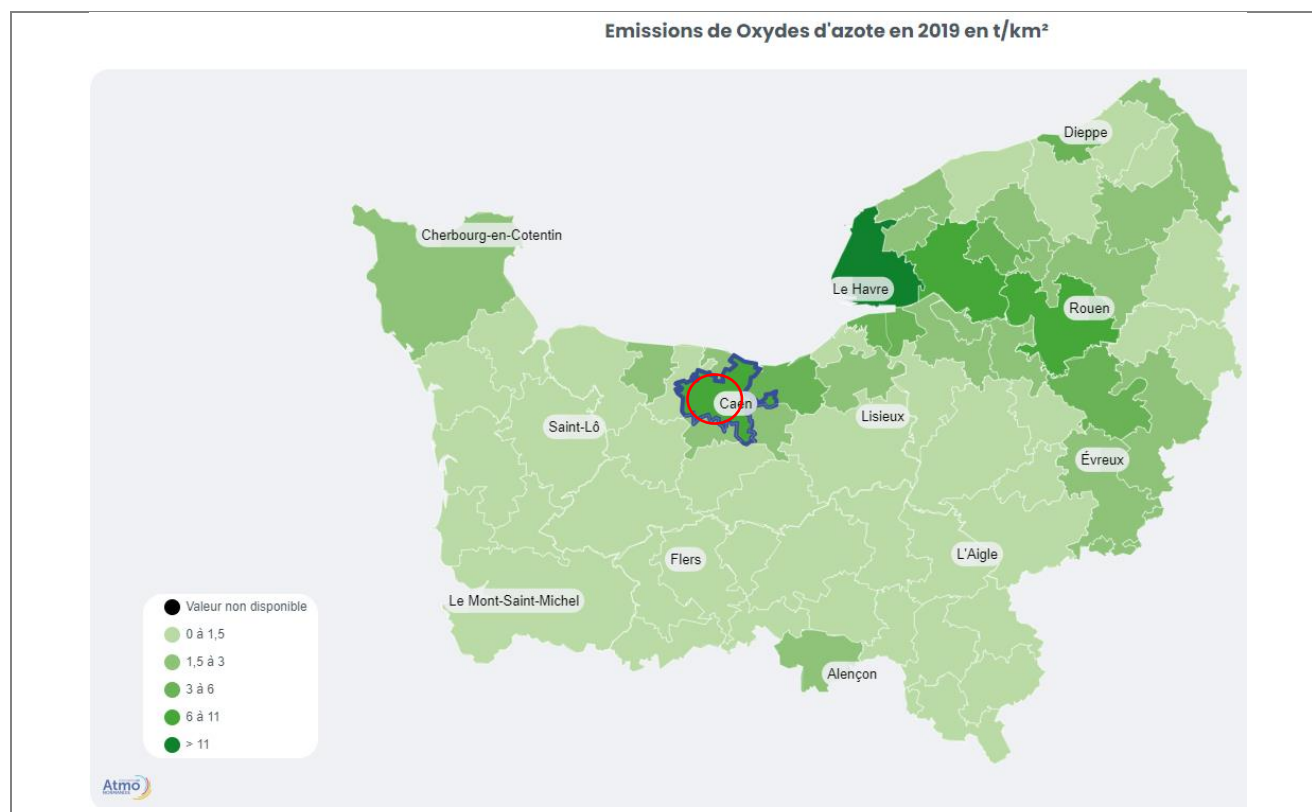 Emissions de Oxydes d'azote en 2019 en t/km²
Dieppe
Cherbourg-en-Cotentin
Le Havre
Rouen
Caen
Lisieux
Saint-Lô
Évreux
Flers
L'Aigle
Le Mont-Saint-Michel
Alençon
Valeur non disponible
0 à 1,5
1,5 à 3
3 à 6
6 à 11
> 11
Atmo
NORMANDIE